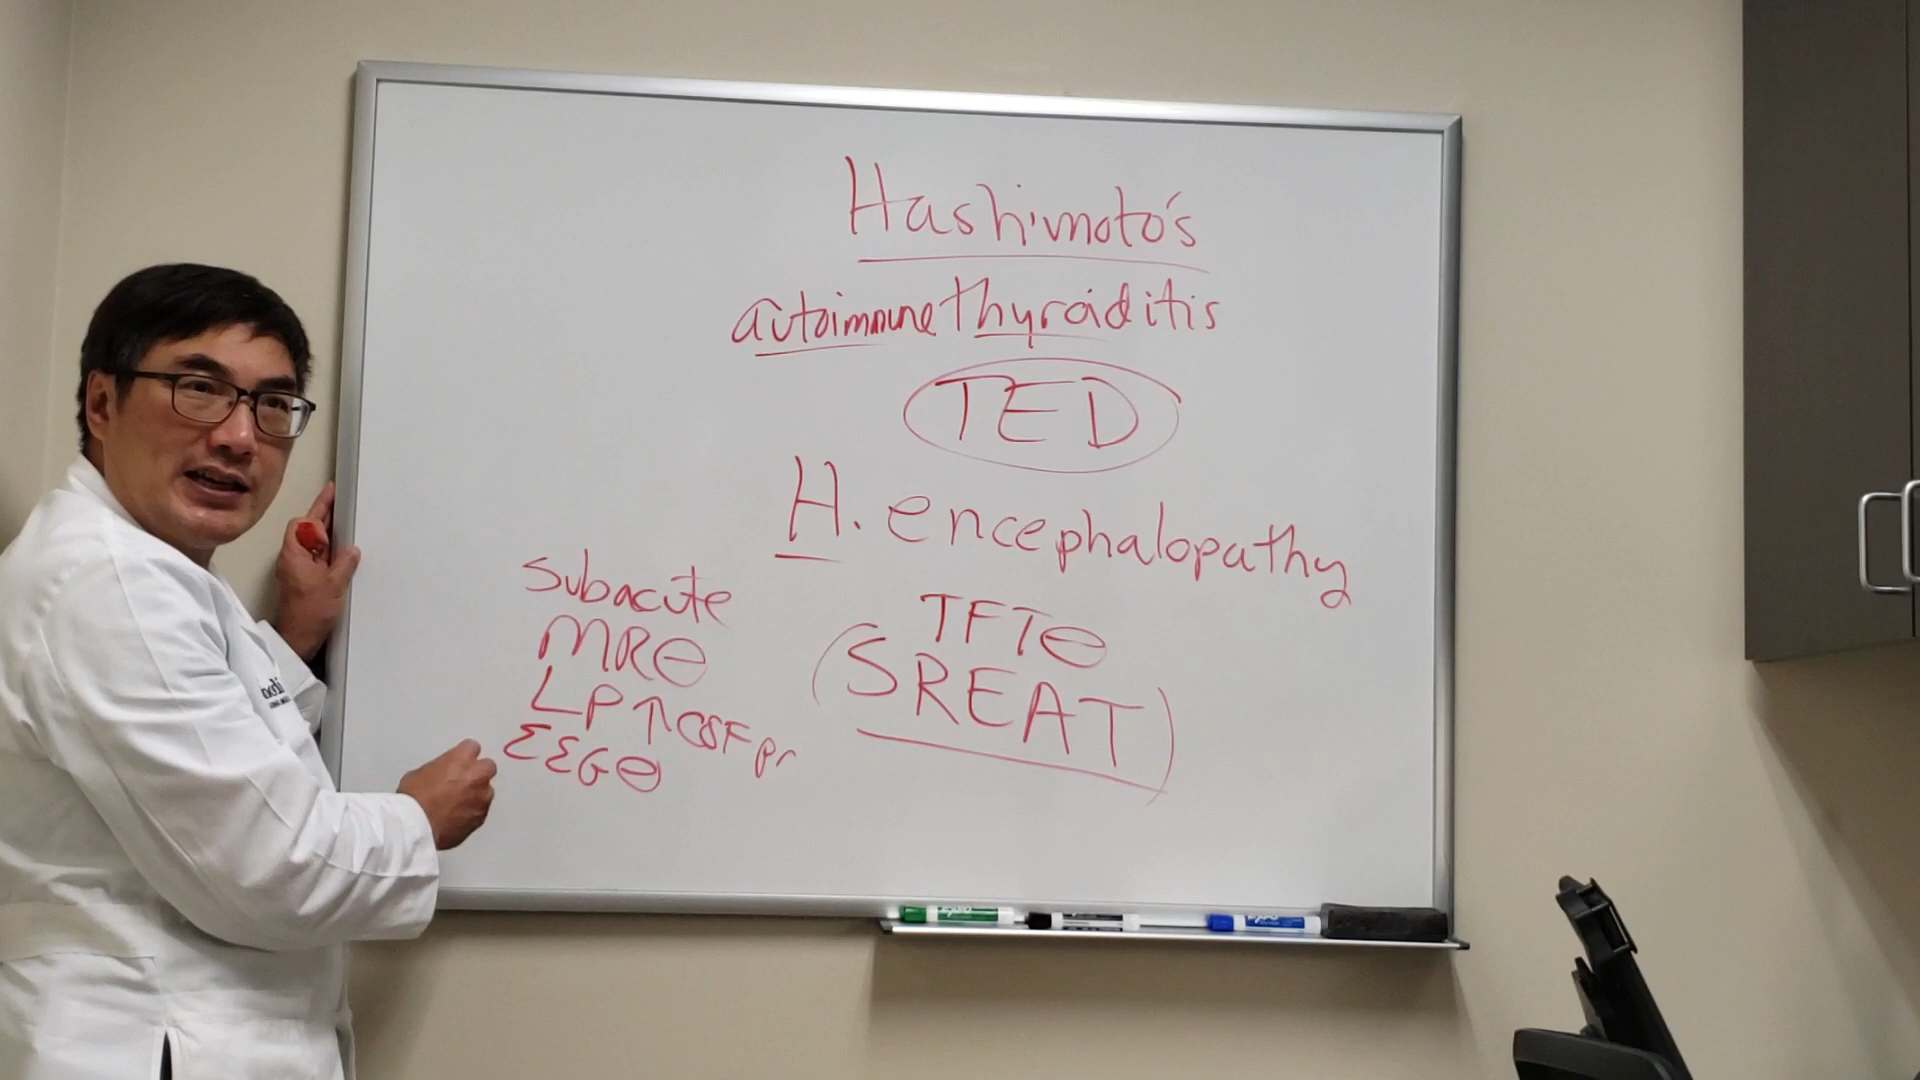 Hashimoto's
autoimmune thyroiditis
TED
H. encephalopathy
subacute
MR⊖
LP↑CSF pr
EEG⊖
TFT⊖
(SREAT)